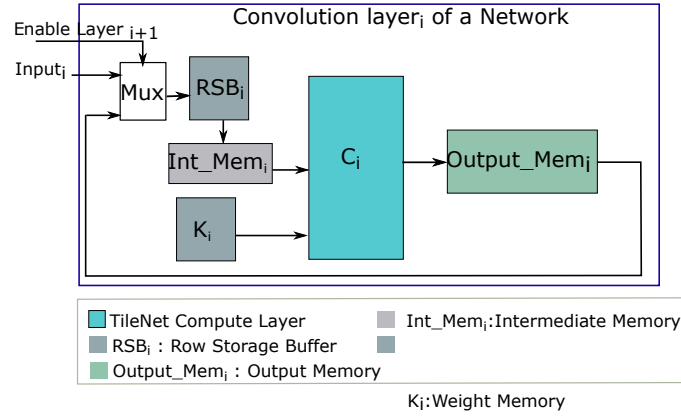 Convolution layerᵢ of a Network
Enable Layer ᵢ₊₁
Inputᵢ
Mux
RSBᵢ
Int_Memᵢ
Kᵢ
Cᵢ
Output_Memᵢ
TileNet Compute Layer
Int_Memᵢ:Intermediate Memory
RSBᵢ : Row Storage Buffer
Output_Memᵢ : Output Memory
Kᵢ:Weight Memory